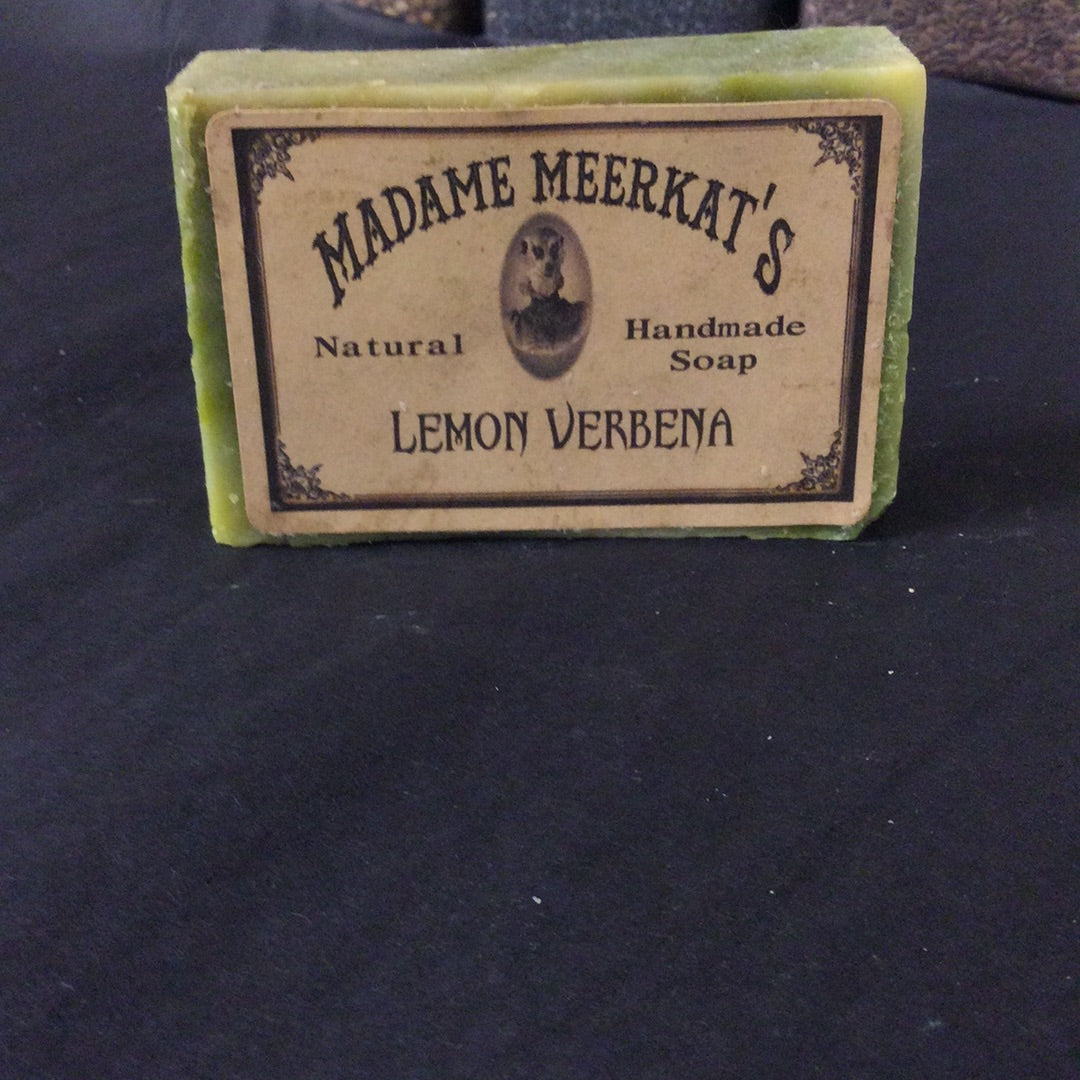 MADAME MEERKAT'S
Natural
Handmade
Soap
LEMON VERBENA